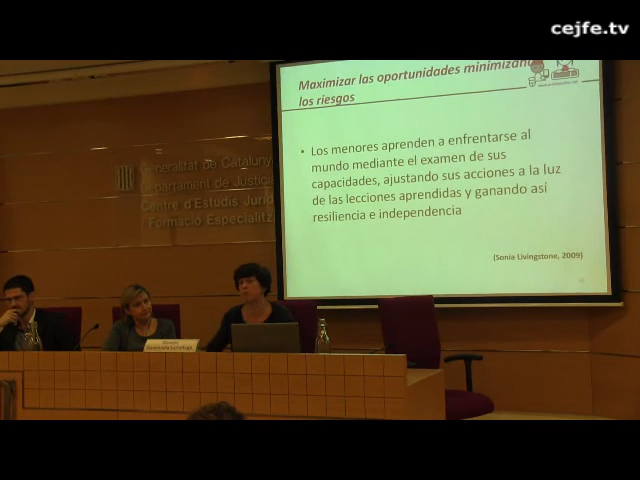 cejfe.tv
Maximizar las oportunidades minimizando
los riesgos
• Los menores aprenden a enfrentarse al
mundo mediante el examen de sus
capacidades, ajustando sus acciones a la luz
de las lecciones aprendidas y ganando así
resiliencia e independencia
(Sonia Livingstone, 2009)
Generalitat de Catalunya
Departament de Justícia
Centre d'Estudis Jurí
i Formació Especialitz